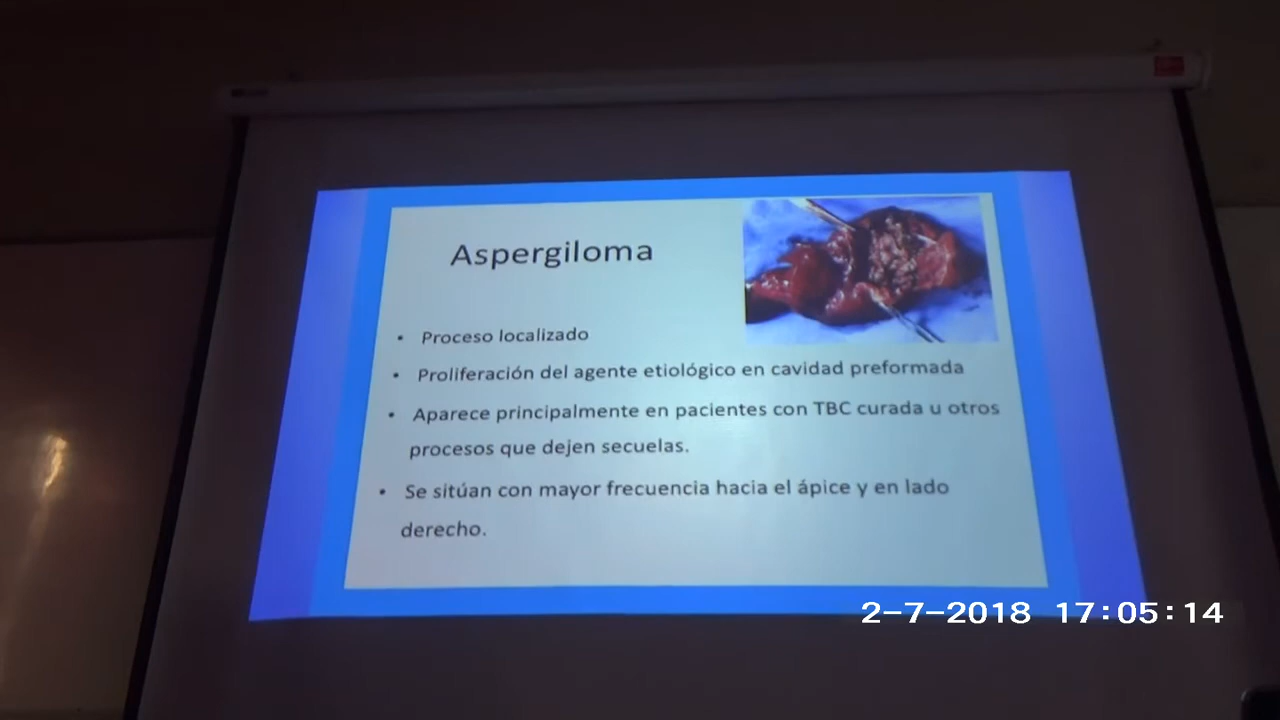 Aspergiloma
• Proceso localizado
• Proliferación del agente etiológico en cavidad preformada
• Aparece principalmente en pacientes con TBC curada u otros
procesos que dejen secuelas.
• Se sitúan con mayor frecuencia hacia el ápice y en lado
derecho.
2-7-2018 17:05:14